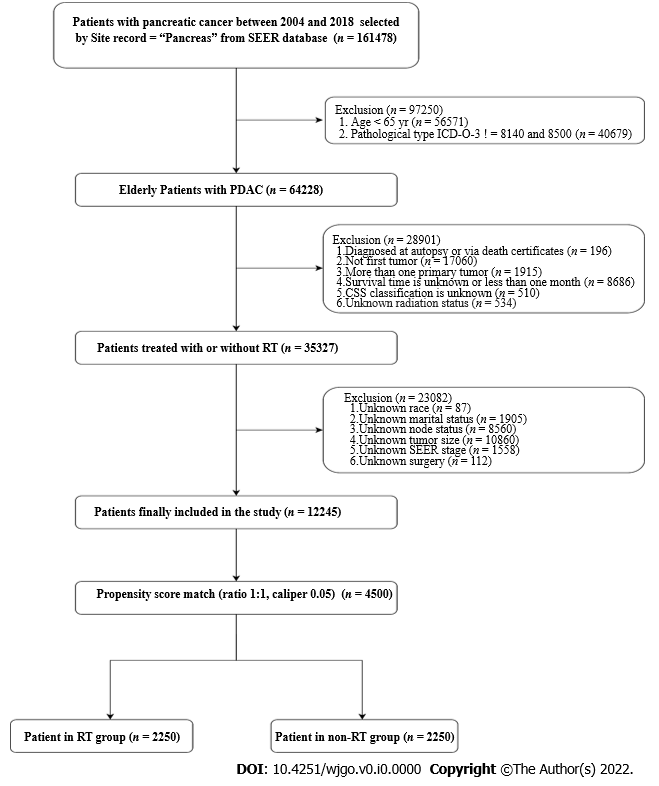 Patients with pancreatic cancer between 2004 and 2018 selected
by Site record = “Pancreas” from SEER database (n = 161478)
Exclusion (n = 97250)
1. Age < 65 yr (n = 56571)
2. Pathological type ICD-O-3 ! = 8140 and 8500 (n = 40679)
Elderly Patients with PDAC (n = 64228)
Exclusion (n = 28901)
1.Diagnosed at autopsy or via death certificates (n = 196)
2.Not first tumor (n = 17060)
3.More than one primary tumor (n = 1915)
4.Survival time is unknown or less than one month (n = 8686)
5.CSS classification is unknown (n = 510)
6.Unknown radiation status (n = 534)
Patients treated with or without RT (n = 35327)
Exclusion (n = 23082)
1.Unknown race (n = 87)
2.Unknown marital status (n = 1905)
3.Unknown node status (n = 8560)
4.Unknown tumor size (n = 10860)
5.Unknown SEER stage (n = 1558)
6.Unknown surgery (n = 112)
Patients finally included in the study (n = 12245)
Propensity score match (ratio 1:1, caliper 0.05) (n = 4500)
Patient in RT group (n = 2250)
Patient in non-RT group (n = 2250)
DOI: 10.4251/wjgo.v0.i0.0000 Copyright ©The Author(s) 2022.